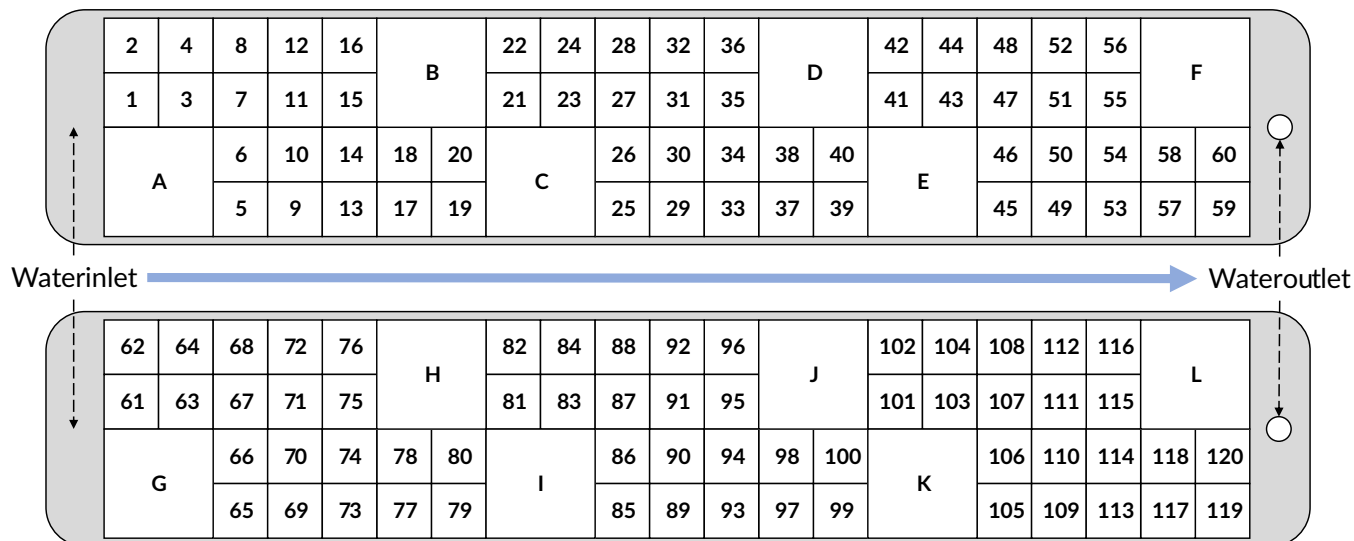 2 4 8 12 16 B 22 24 28 32 36 D 42 44 48 52 56 F
1 3 7 11 15 21 23 27 31 35 41 43 47 51 55
A 6 10 14 18 20 C 26 30 34 38 40 E 46 50 54 58 60
5 9 13 17 19 25 29 33 37 39 45 49 53 57 59
Waterinlet Wateroutlet
62 64 68 72 76 H 82 84 88 92 96 J 102 104 108 112 116 L
61 63 67 71 75 81 83 87 91 95 101 103 107 111 115
G 66 70 74 78 80 I 86 90 94 98 100 K 106 110 114 118 120
65 69 73 77 79 85 89 93 97 99 105 109 113 117 119